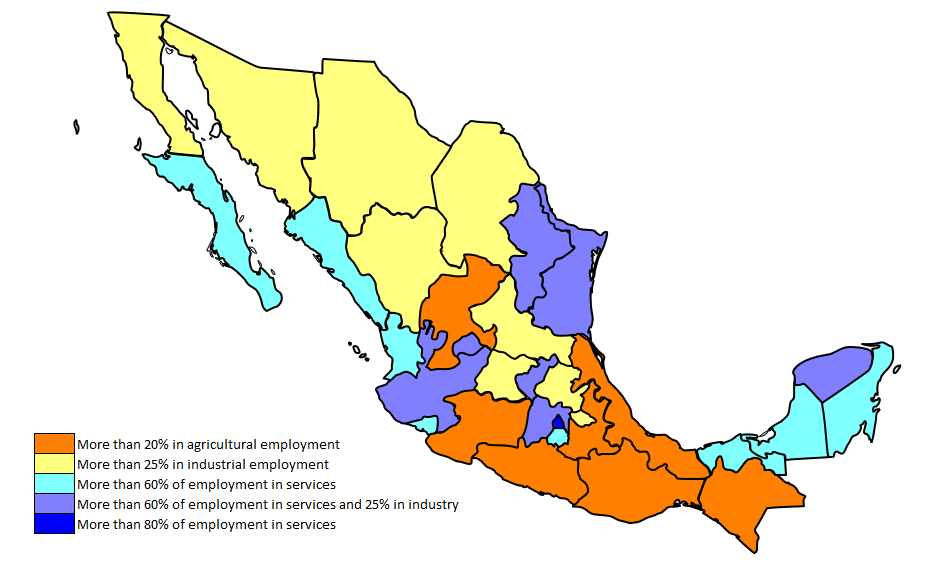 More than 20% in agricultural employment
More than 25% in industrial employment
More than 60% of employment in services
More than 60% of employment in services and 25% in industry
More than 80% of employment in services